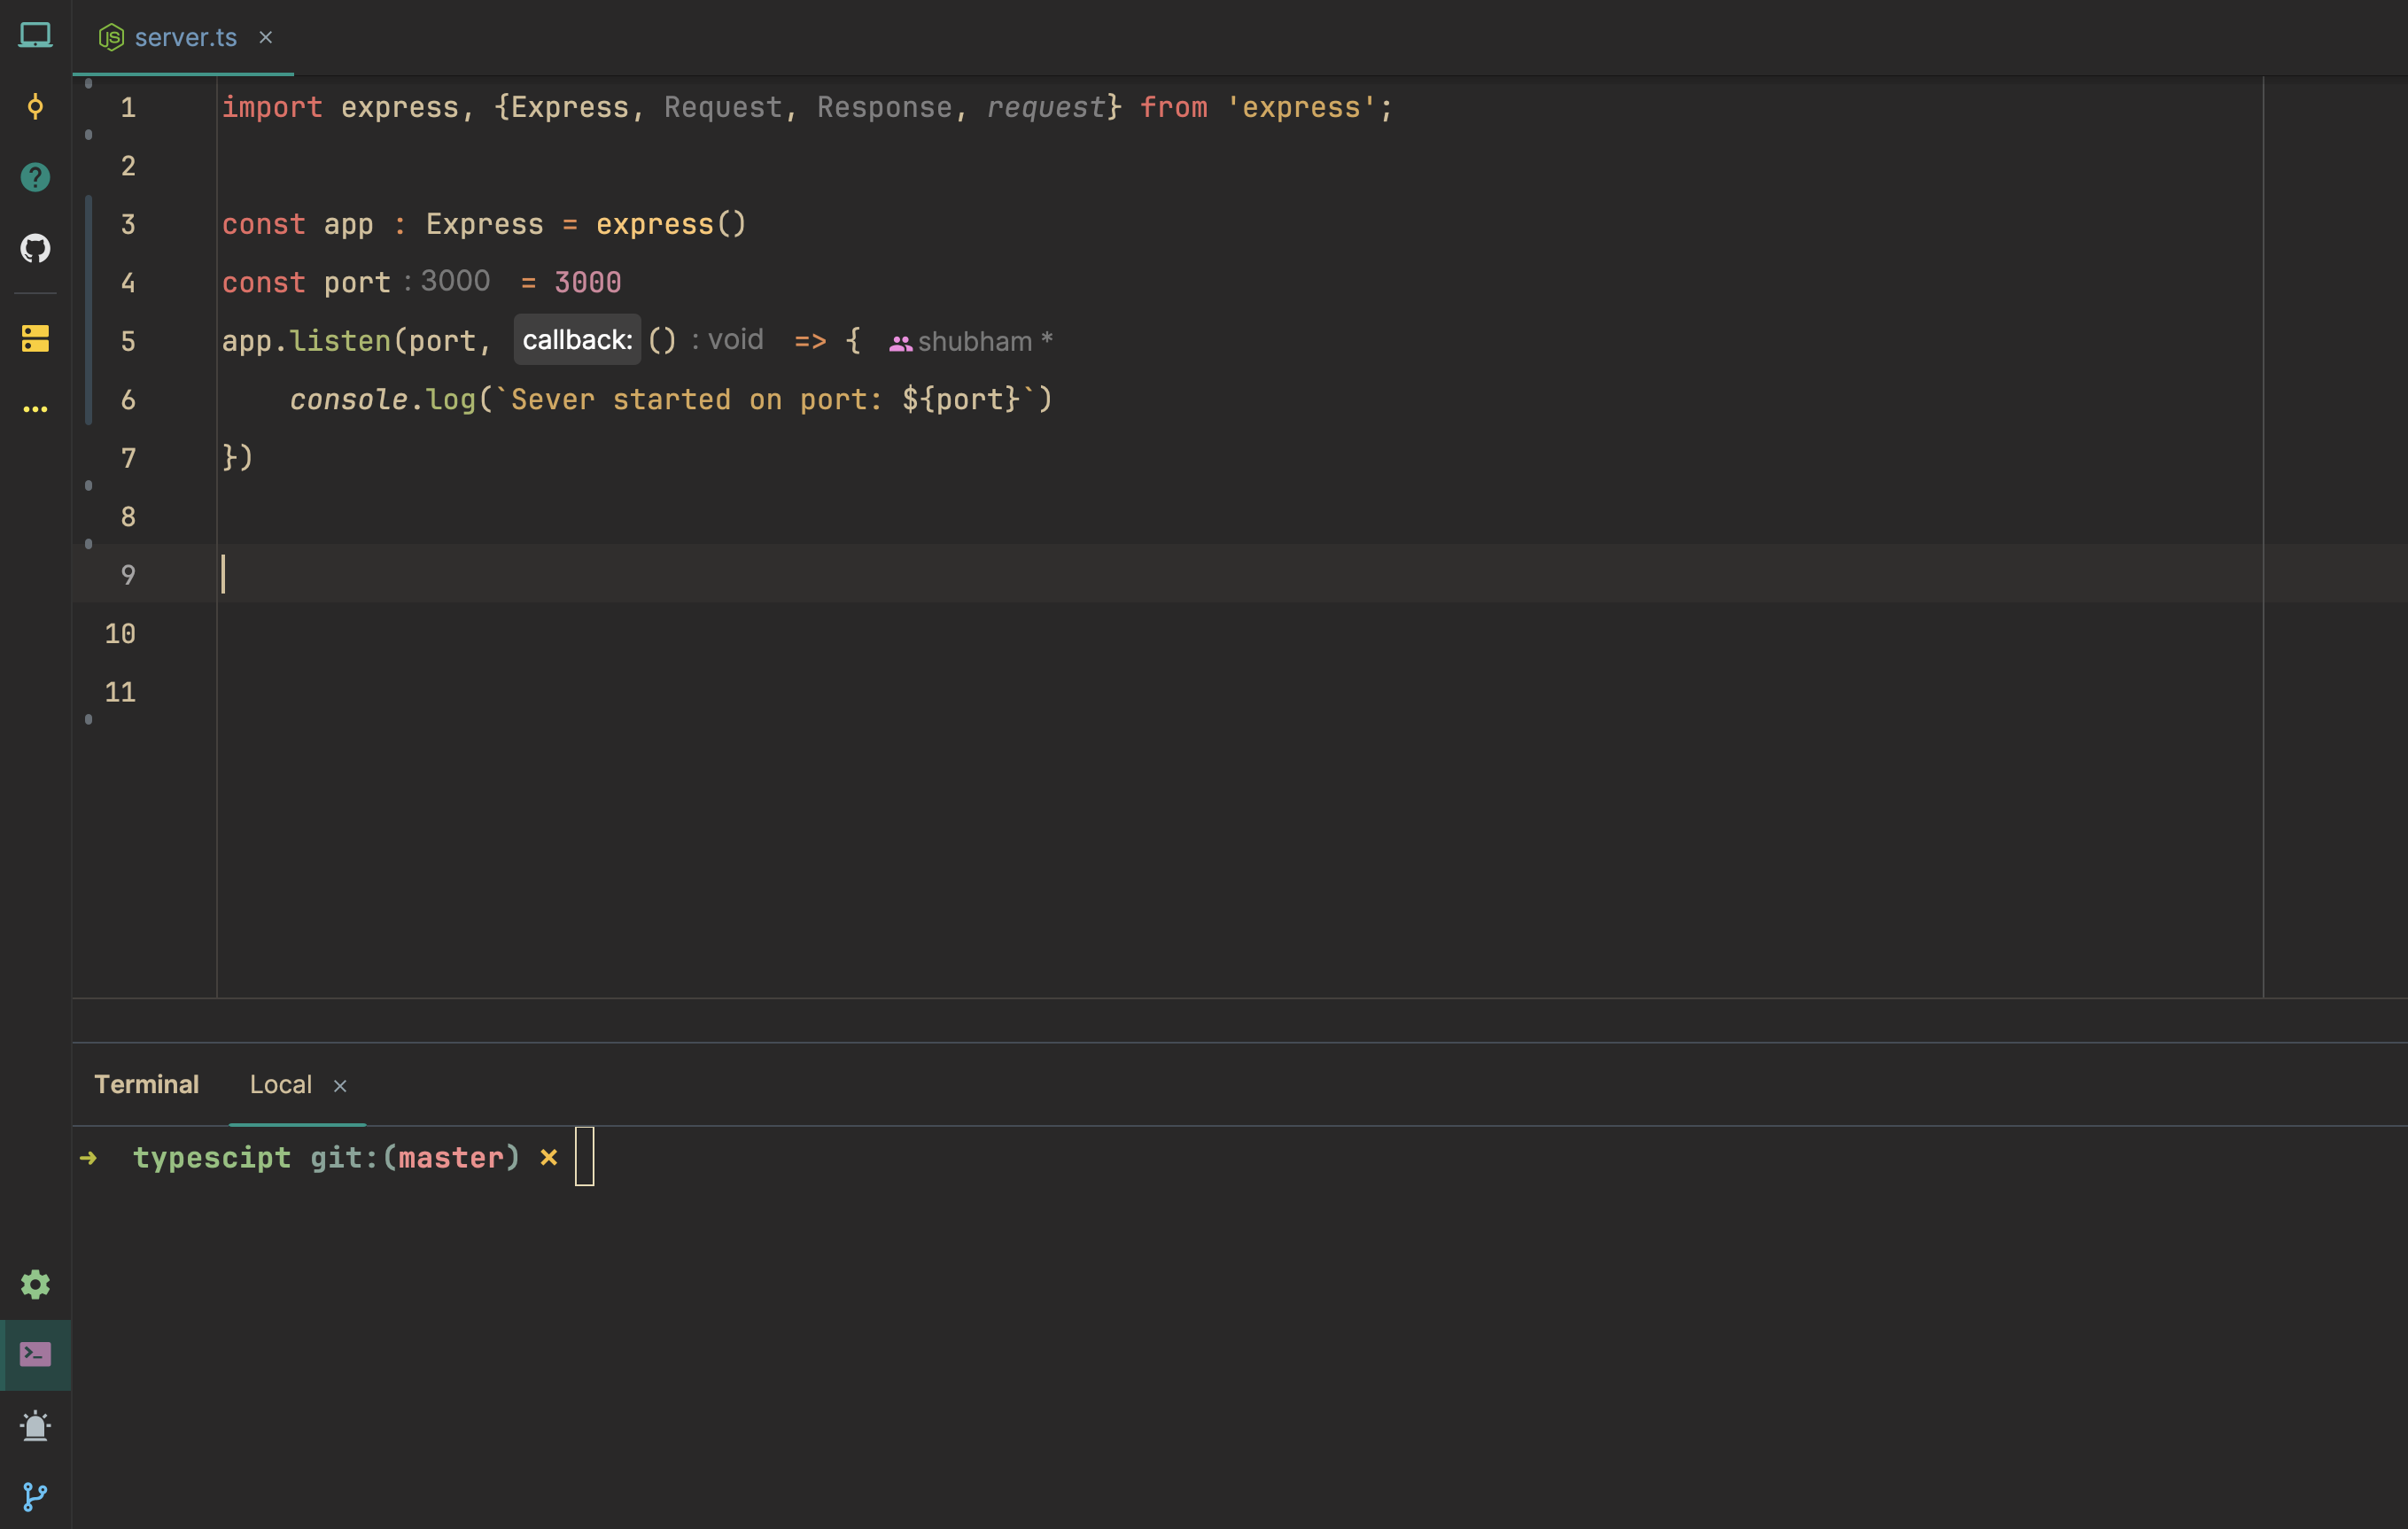 server.ts ×
1 import express, {Express, Request, Response, request} from 'express';
2
3 const app : Express = express()
4 const port : 3000 = 3000
5 app.listen(port, callback: () : void => { shubham *
6     console.log(`Sever started on port: ${port}`)
7 })
8
9
10
11
Terminal Local ×
➜ typescipt git:(master) ✗